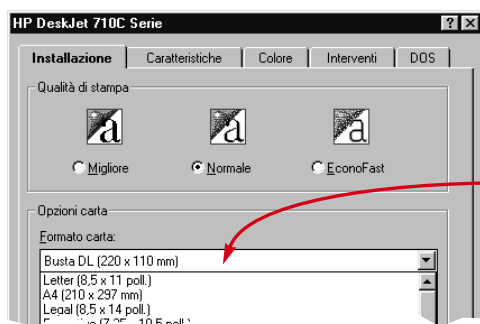 HP DeskJet 710C Serie
Installazione Caratteristiche Colore Interventi DOS
Qualità di stampa
Migliore Normale EconoFast
Opzioni carta
Formato carta:
Busta DL (220 x 110 mm)
Letter (8,5 x 11 poll.)
A4 (210 x 297 mm)
Legal (8,5 x 14 poll.)